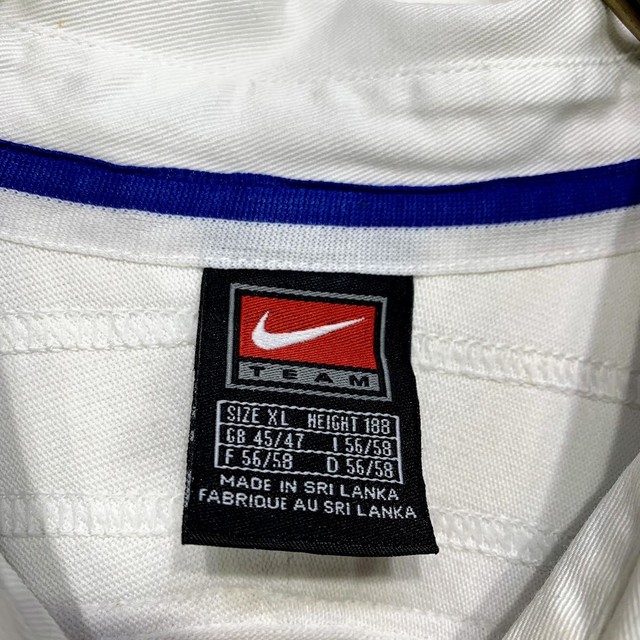 TEAM
SIZE XL HEIGHT 188
GB 45/47 I 56/58
F 56/58 D 56/58
MADE IN SRI LANKA
FABRIQUE AU SRI LANKA